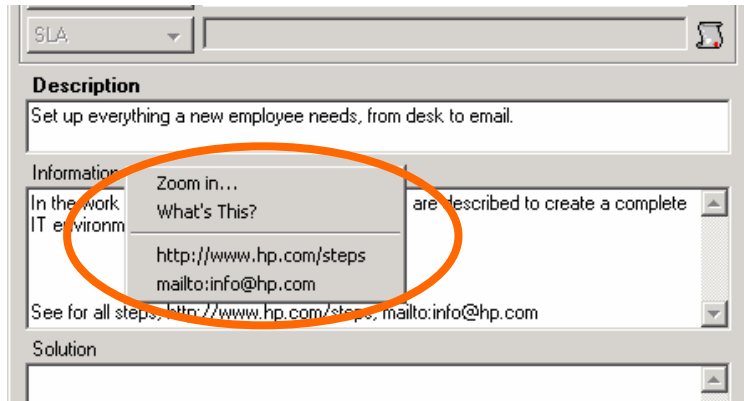 SLA
Description
Set up everything a new employee needs, from desk to email.
Information
Zoom in...
What's This?
http://www.hp.com/steps
mailto:info@hp.com
In the work are described to create a complete
IT environm
See for all steps, http://www.hp.com/steps, mailto:info@hp.com
Solution